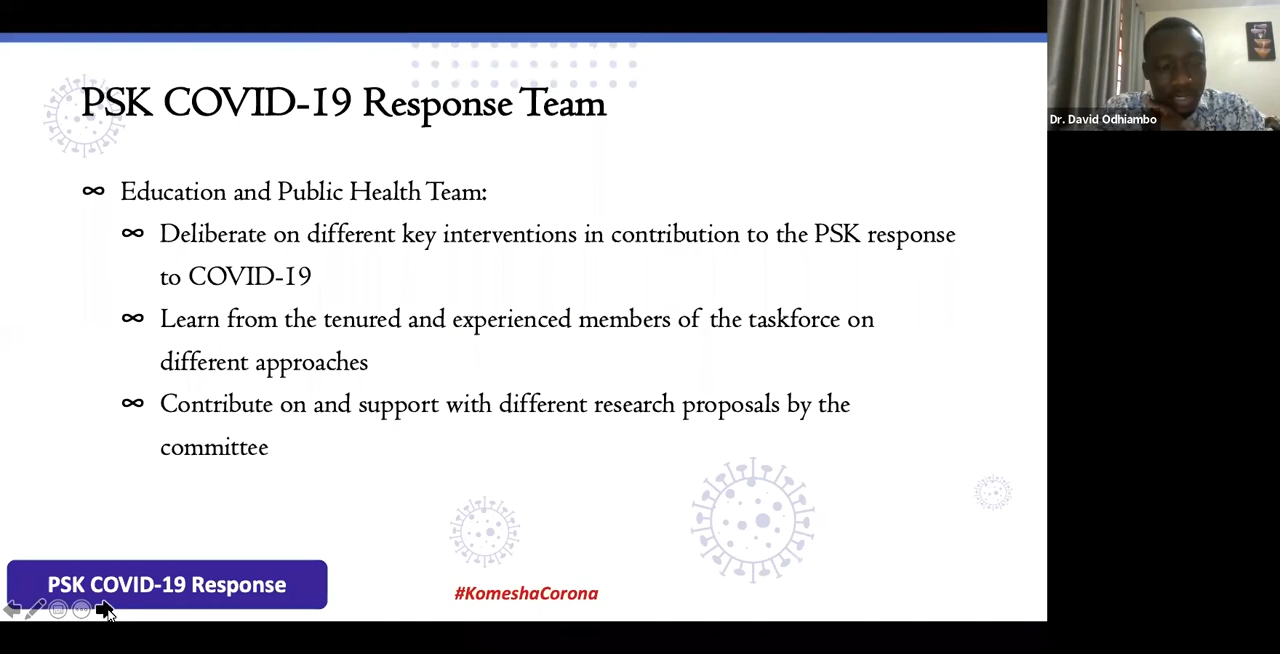 PSK COVID-19 Response Team
Dr. David Odhiambo
∞ Education and Public Health Team:
∞ Deliberate on different key interventions in contribution to the PSK response
to COVID-19
∞ Learn from the tenured and experienced members of the taskforce on
different approaches
∞ Contribute on and support with different research proposals by the
committee
PSK COVID-19 Response
#KomeshaCorona